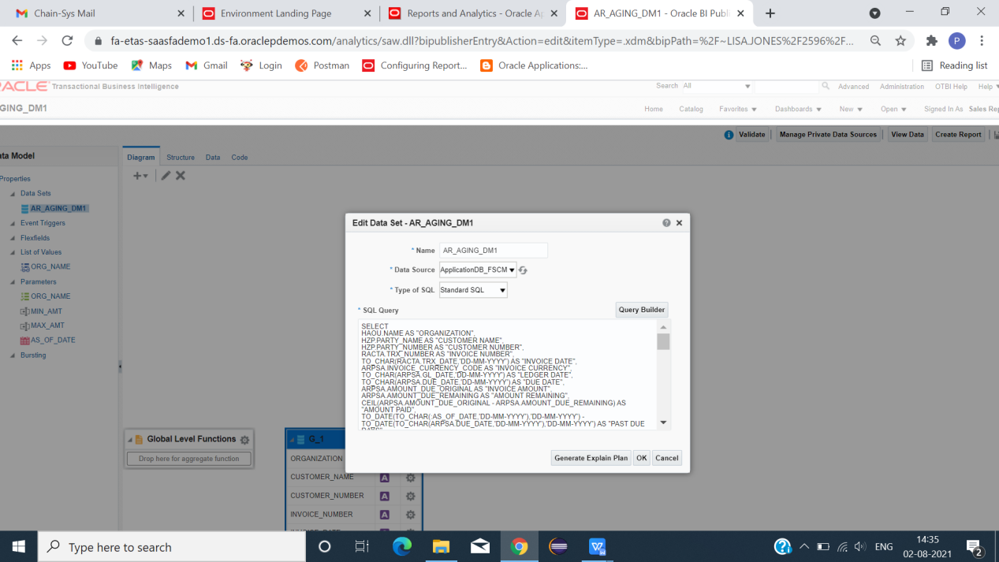 Chain-Sys Mail
Environment Landing Page
Reports and Analytics - Oracle Ap
AR_AGING_DM1 - Oracle BI Publi
fa-etas-saasfademo1.ds-fa.oraclepdemos.com/analytics/saw.dll?bipublisherEntry&Action=edit&itemType=.xdm&bipPath=%2F~LISA.JONES%2F2596%2F...
P
Apps
YouTube
Maps
Gmail
Login
Postman
Configuring Report...
Oracle Applications:...
Reading list
ACLE Transactional Business Intelligence
Search All
Advanced
Administration
OTBI Help
Help
GING_DM1
Home
Catalog
Favorites
Dashboards
New
Open
Signed In As Sales Rep
Validate
Manage Private Data Sources
View Data
Create Report
ata Model
Diagram
Structure
Data
Code
Properties
Data Sets
AR_AGING_DM1
Event Triggers
Flexfields
List of Values
ORG_NAME
Parameters
ORG_NAME
MIN_AMT
MAX_AMT
AS_OF_DATE
Bursting
Edit Data Set - AR_AGING_DM1
* Name AR_AGING_DM1
* Data Source ApplicationDB_FSCM
* Type of SQL Standard SQL
* SQL Query
Query Builder
SELECT
HAOU.NAME AS "ORGANIZATION",
HZP.PARTY_NAME AS "CUSTOMER NAME",
HZP.PARTY_NUMBER AS "CUSTOMER NUMBER",
RACTA.TRX_NUMBER AS "INVOICE NUMBER",
TO_CHAR(RACTA.TRX_DATE,'DD-MM-YYYY') AS "INVOICE DATE",
ARPSA.INVOICE_CURRENCY_CODE AS "INVOICE CURRENCY",
TO_CHAR(ARPSA.GL_DATE,'DD-MM-YYYY') AS "LEDGER DATE",
TO_CHAR(ARPSA.DUE_DATE,'DD-MM-YYYY') AS "DUE DATE",
ARPSA.AMOUNT_DUE_ORIGINAL AS "INVOICE AMOUNT",
ARPSA.AMOUNT_DUE_REMAINING AS "AMOUNT REMAINING",
CEIL(ARPSA.AMOUNT_DUE_ORIGINAL - ARPSA.AMOUNT_DUE_REMAINING) AS
"AMOUNT PAID",
TO_DATE(TO_CHAR(:AS_OF_DATE,'DD-MM-YYYY'),'DD-MM-YYYY') -
TO_DATE(TO_CHAR(ARPSA.DUE_DATE,'DD-MM-YYYY'),'DD-MM-YYYY') AS "PAST DUE
DAYS"
Generate Explain Plan
OK
Cancel
Global Level Functions
Drop here for aggregate function
G_1
ORGANIZATION
CUSTOMER_NAME
CUSTOMER_NUMBER
INVOICE_NUMBER
Type here to search
ENG
14:35
02-08-2021
2